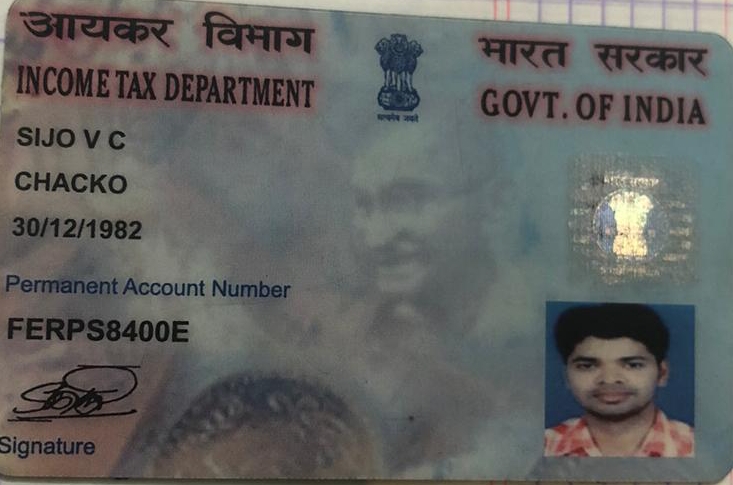 आयकर विभाग
INCOME TAX DEPARTMENT
भारत सरकार
GOVT. OF INDIA
सत्यमेव जयते
SIJO V C
CHACKO
30/12/1982
Permanent Account Number
FERPS8400E
Signature